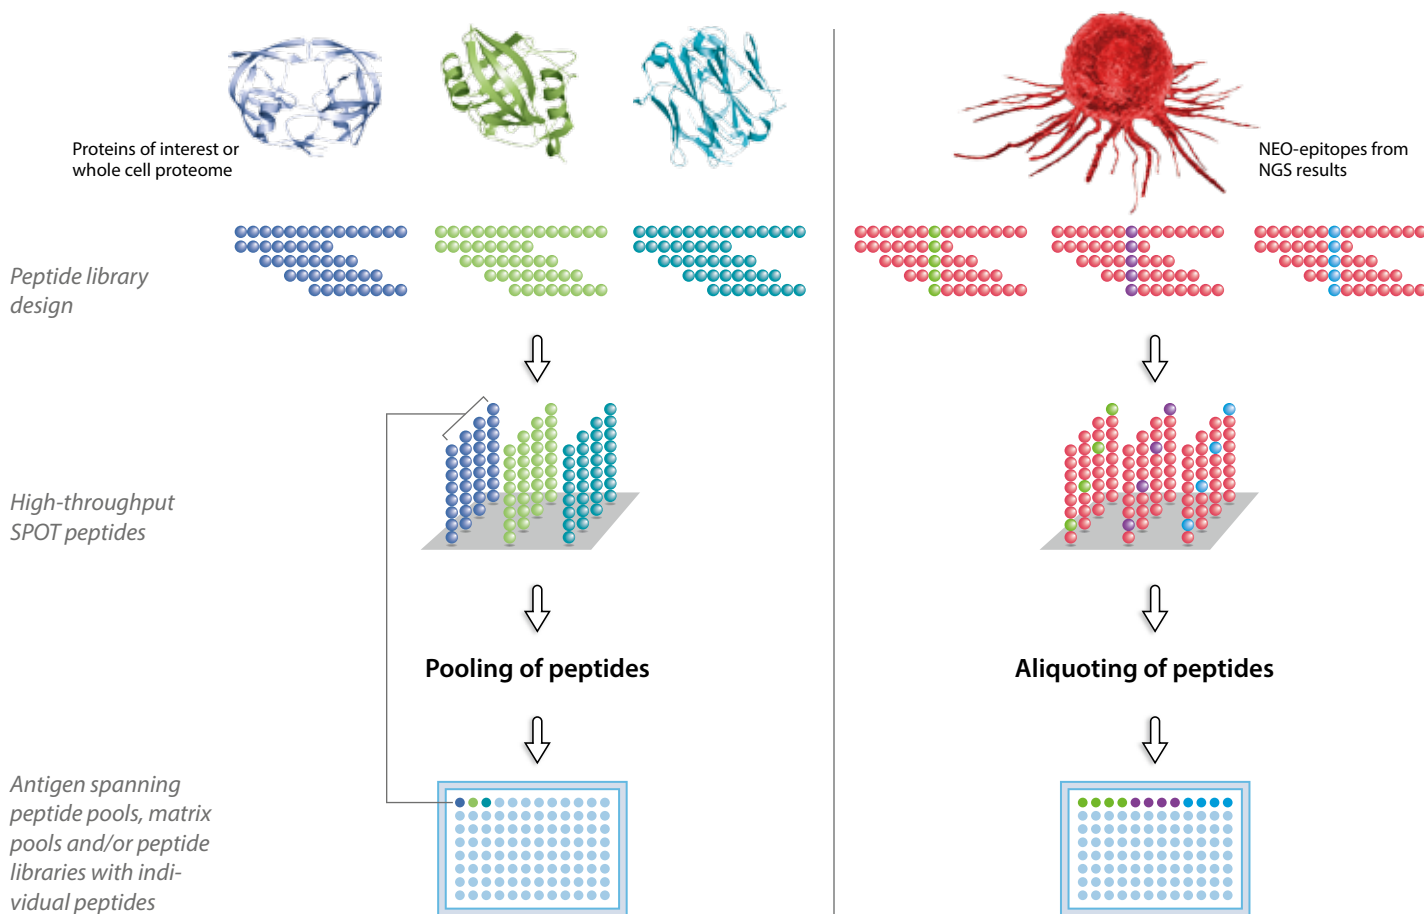 Proteins of interest or
whole cell proteome
NEO-epitopes from
NGS results
Peptide library
design
High-throughput
SPOT peptides
Pooling of peptides
Aliquoting of peptides
Antigen spanning
peptide pools, matrix
pools and/or peptide
libraries with indi-
vidual peptides